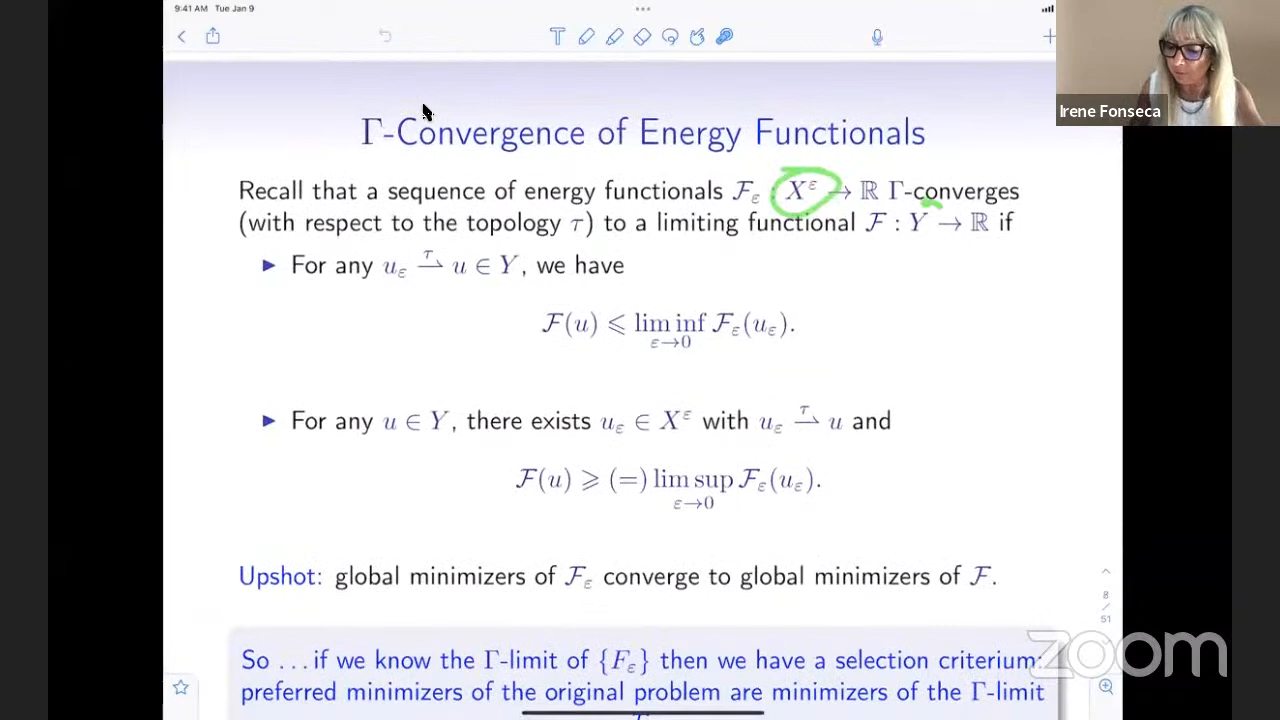 9:41 AM Tue Jan 9
Irene Fonseca
Γ-Convergence of Energy Functionals
Recall that a sequence of energy functionals ℱ_ε : X^ε → ℝ Γ-converges
(with respect to the topology τ) to a limiting functional ℱ : Y → ℝ if
▶ For any u_ε ⇀^τ u ∈ Y, we have
ℱ(u) ⩽ lim inf_{ε→0} ℱ_ε(u_ε).
▶ For any u ∈ Y, there exists u_ε ∈ X^ε with u_ε ⇀^τ u and
ℱ(u) ⩾ (=) lim sup_{ε→0} ℱ_ε(u_ε).
Upshot: global minimizers of ℱ_ε converge to global minimizers of ℱ.
8
/
51
So ... if we know the Γ-limit of {F_ε} then we have a selection criterium:
preferred minimizers of the original problem are minimizers of the Γ-limit
zoom